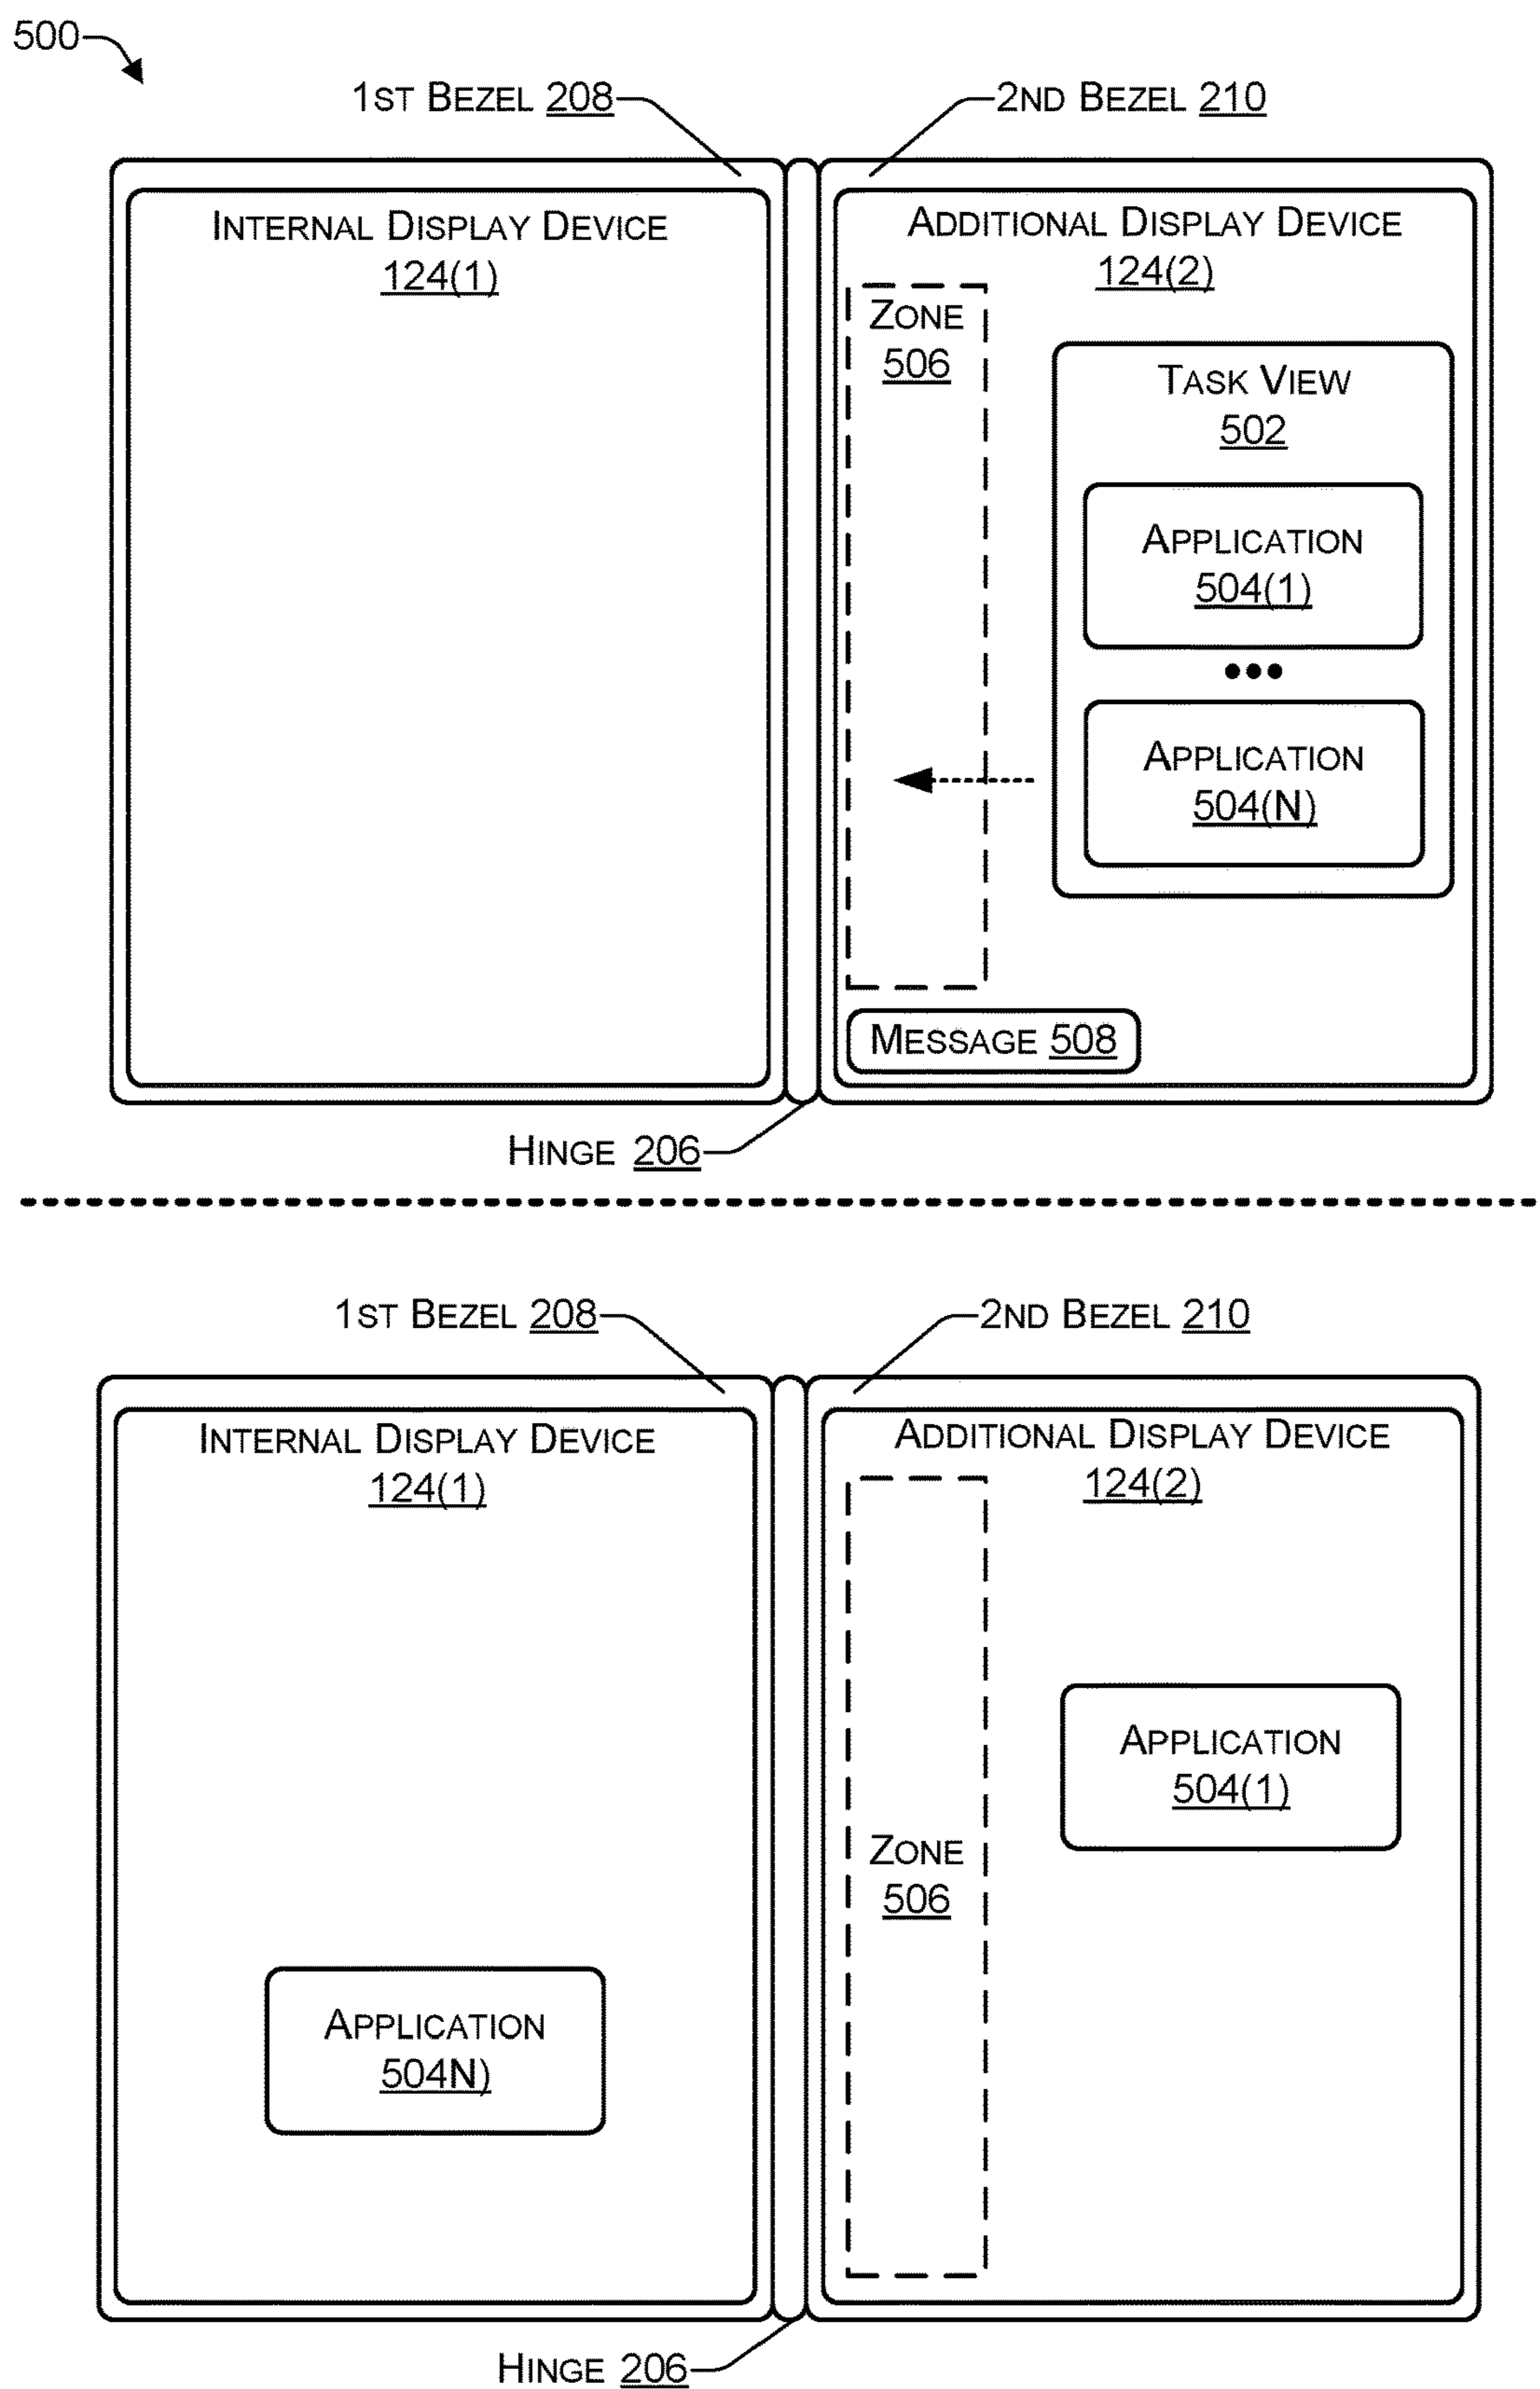 500
1ST BEZEL 208
2ND BEZEL 210
INTERNAL DISPLAY DEVICE
124(1)
ADDITIONAL DISPLAY DEVICE
124(2)
ZONE
506
TASK VIEW
502
APPLICATION
504(1)
•••
APPLICATION
504(N)
MESSAGE 508
HINGE 206
1ST BEZEL 208
2ND BEZEL 210
INTERNAL DISPLAY DEVICE
124(1)
ADDITIONAL DISPLAY DEVICE
124(2)
APPLICATION
504(1)
ZONE
506
APPLICATION
504N)
HINGE 206